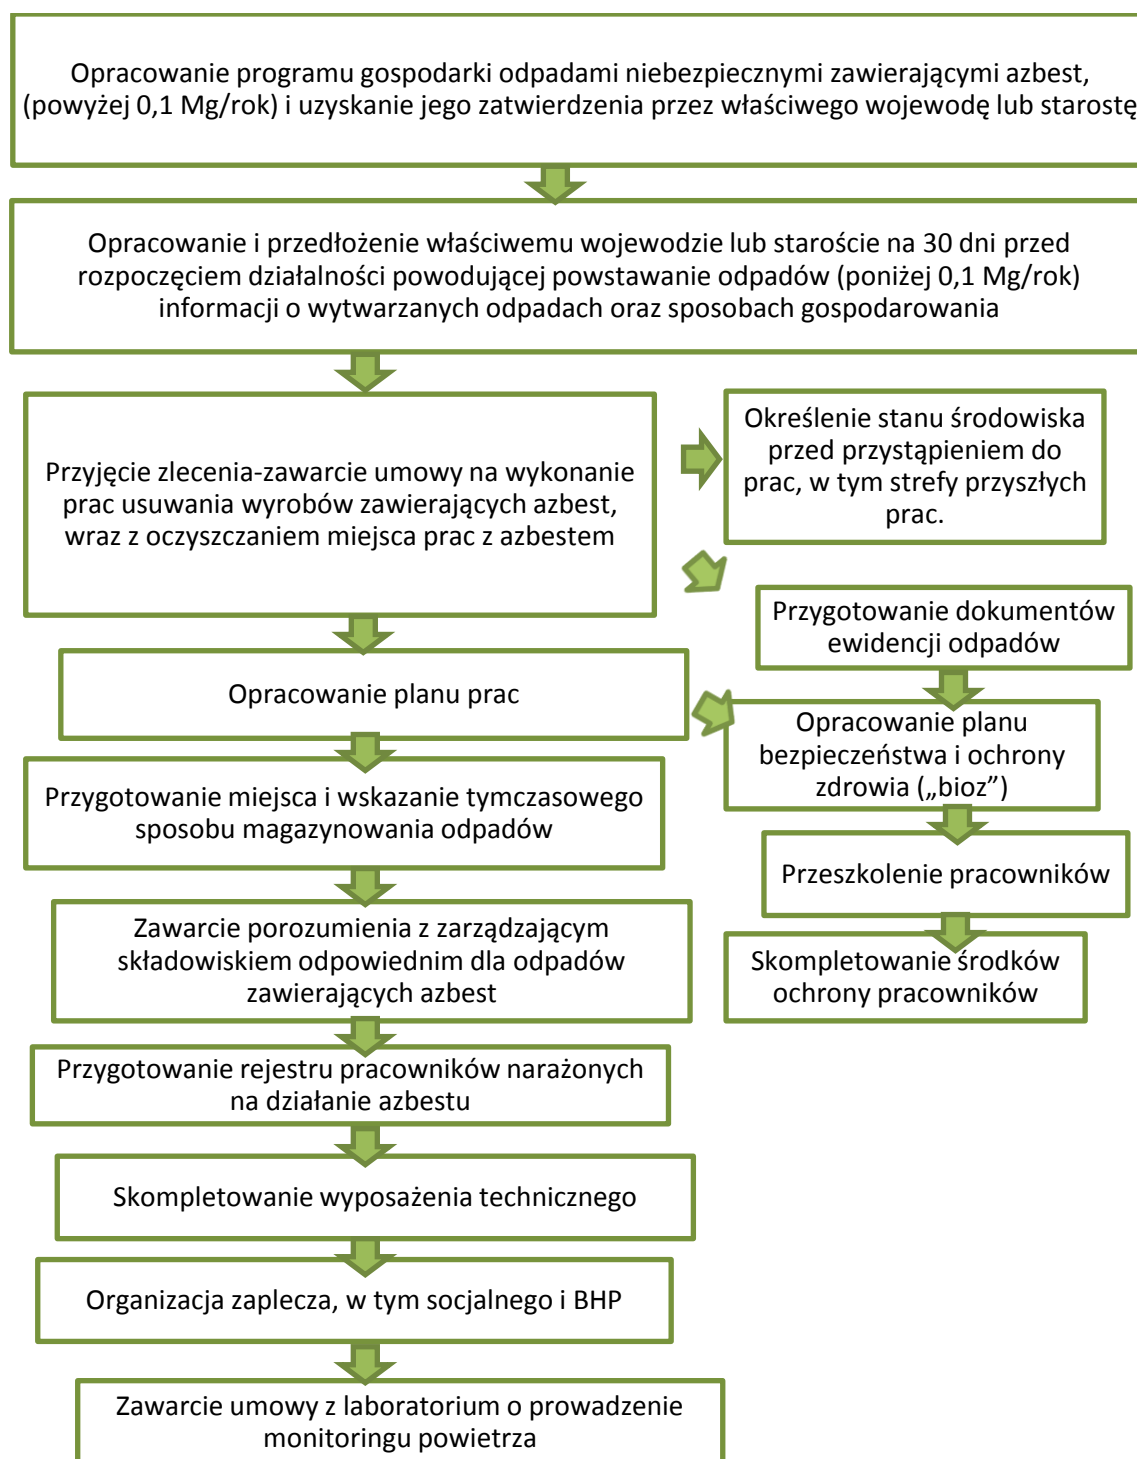 Opracowanie programu gospodarki odpadami niebezpiecznymi zawierającymi azbest,
(powyżej 0,1 Mg/rok) i uzyskanie jego zatwierdzenia przez właściwego wojewodę lub starostę
Opracowanie i przedłożenie właściwemu wojewodzie lub staroście na 30 dni przed
rozpoczęciem działalności powodującej powstawanie odpadów (poniżej 0,1 Mg/rok)
informacji o wytwarzanych odpadach oraz sposobach gospodarowania
Przyjęcie zlecenia-zawarcie umowy na wykonanie
prac usuwania wyrobów zawierających azbest,
wraz z oczyszczaniem miejsca prac z azbestem
Określenie stanu środowiska
przed przystąpieniem do
prac, w tym strefy przyszłych
prac.
Przygotowanie dokumentów
ewidencji odpadów
Opracowanie planu prac
Opracowanie planu
bezpieczeństwa i ochrony
zdrowia („bioz”)
Przygotowanie miejsca i wskazanie tymczasowego
sposobu magazynowania odpadów
Przeszkolenie pracowników
Zawarcie porozumienia z zarządzającym
składowiskiem odpowiednim dla odpadów
zawierających azbest
Skompletowanie środków
ochrony pracowników
Przygotowanie rejestru pracowników narażonych
na działanie azbestu
Skompletowanie wyposażenia technicznego
Organizacja zaplecza, w tym socjalnego i BHP
Zawarcie umowy z laboratorium o prowadzenie
monitoringu powietrza